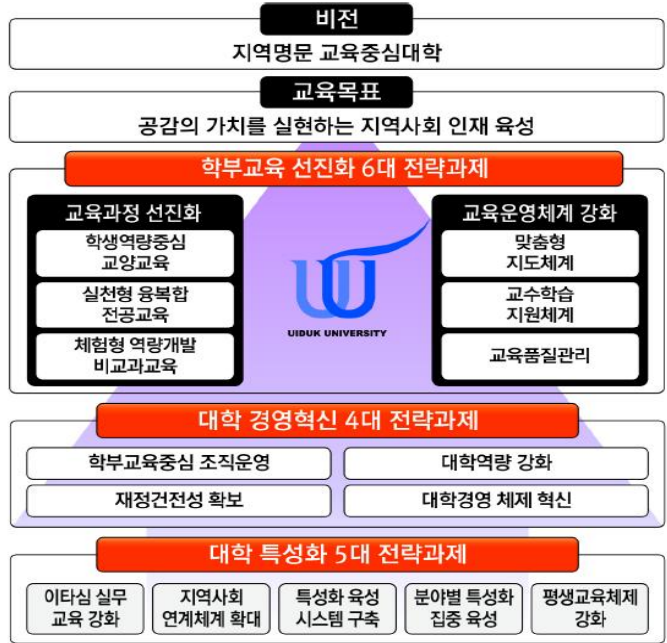 비전
지역명문 교육중심대학
교육목표
공감의 가치를 실현하는 지역사회 인재 육성
학부교육 선진화 6대 전략과제
교육과정 선진화
학생역량중심
교양교육
실천형 융복합
전공교육
체험형 역량개발
비교과교육
UIDUK UNIVERSITY
교육운영체계 강화
맞춤형
지도체계
교수학습
지원체계
교육품질관리
대학 경영혁신 4대 전략과제
학부교육중심 조직운영
대학역량 강화
재정건전성 확보
대학경영 체제 혁신
대학 특성화 5대 전략과제
이타심 실무
교육 강화
지역사회
연계체계 확대
특성화 육성
시스템 구축
분야별 특성화
집중 육성
평생교육체제
강화